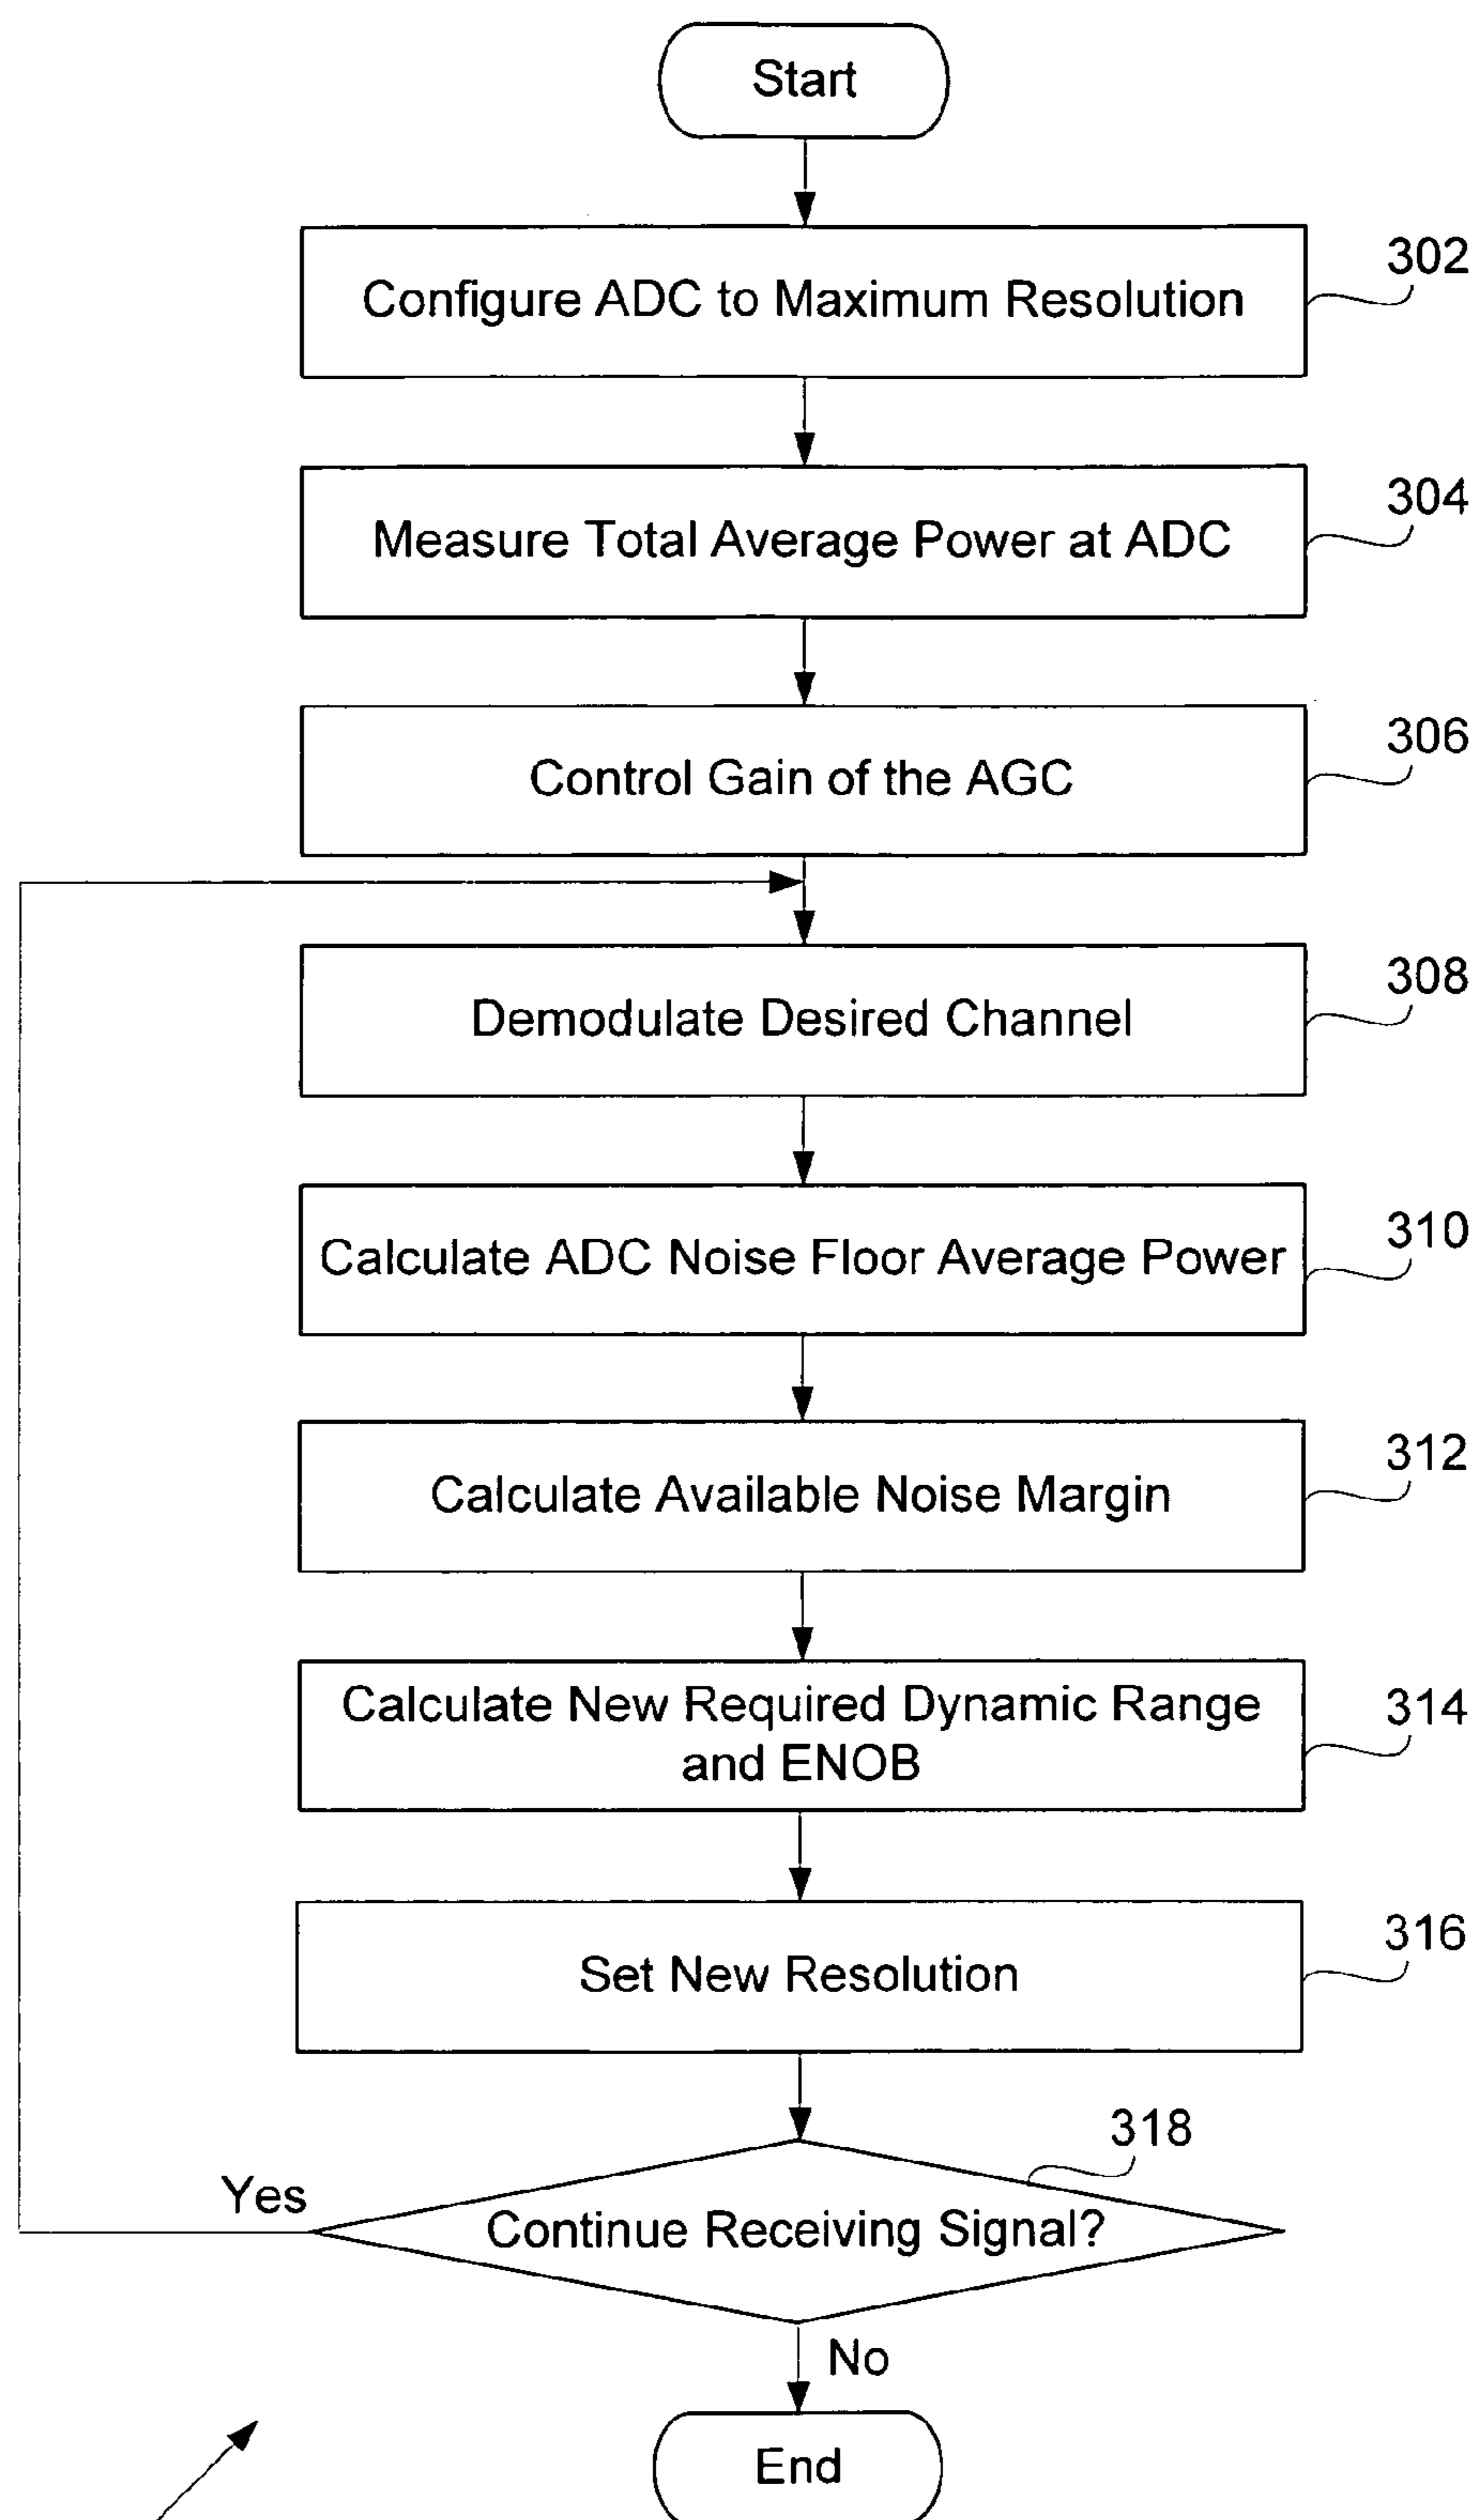 Start
Configure ADC to Maximum Resolution
302
Measure Total Average Power at ADC
304
Control Gain of the AGC
306
Demodulate Desired Channel
308
Calculate ADC Noise Floor Average Power
310
Calculate Available Noise Margin
312
Calculate New Required Dynamic Range
and ENOB
314
Set New Resolution
316
318
Yes
Continue Receiving Signal?
No
End